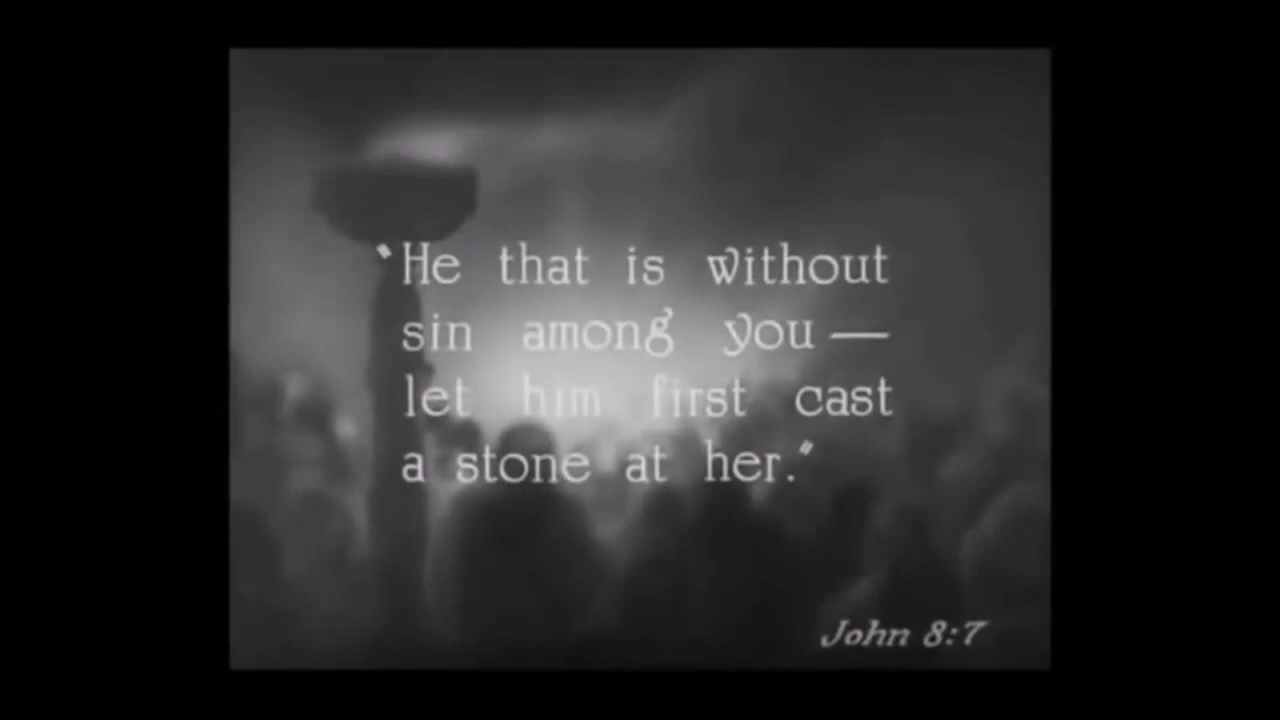 "He that is without
sin among you —
let him first cast
a stone at her."
John 8:7